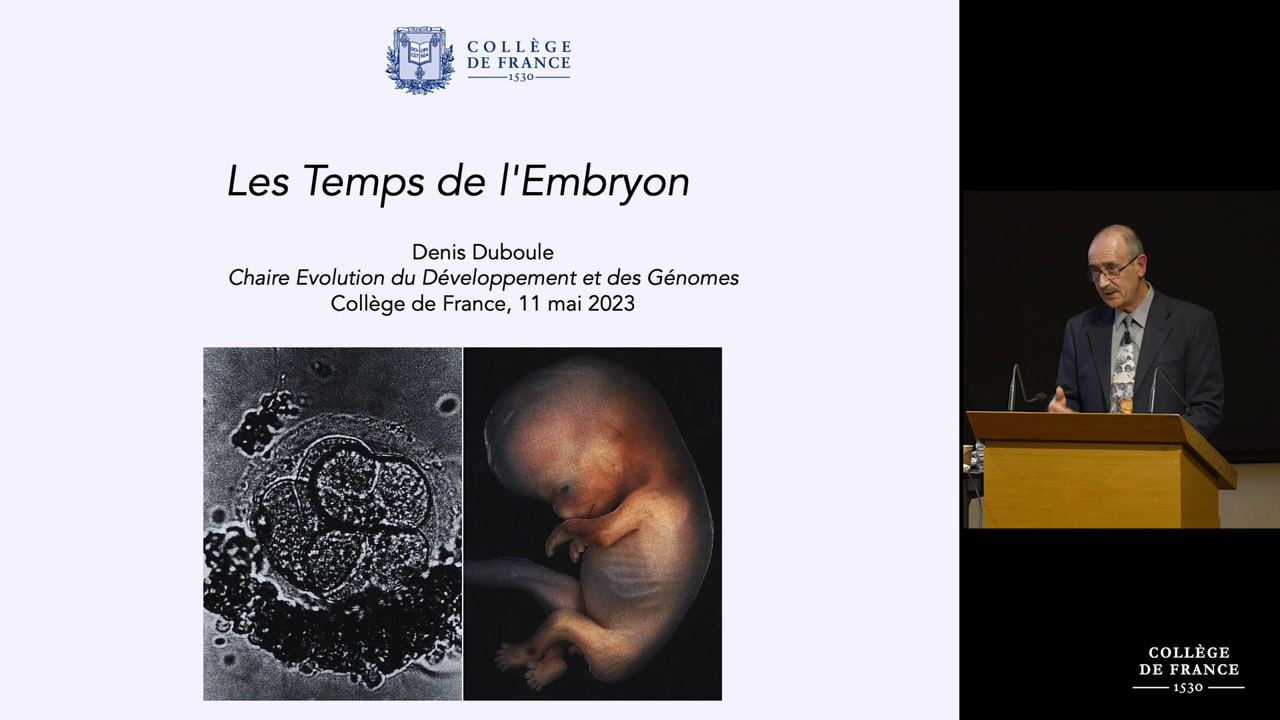 COLLÈGE
DE FRANCE
1530
Les Temps de l'Embryon
Denis Duboule
Chaire Evolution du Développement et des Génomes
Collège de France, 11 mai 2023
COLLÈGE
DE FRANCE
1530